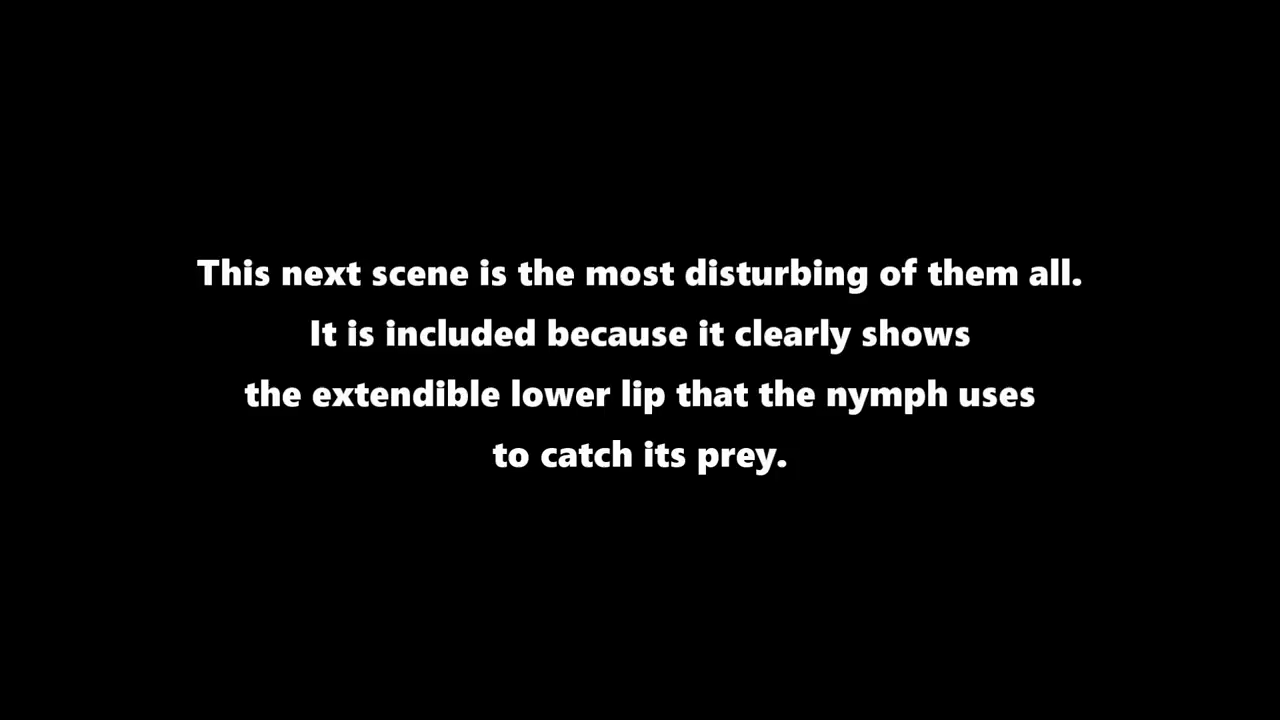 This next scene is the most disturbing of them all.
It is included because it clearly shows
the extendible lower lip that the nymph uses
to catch its prey.